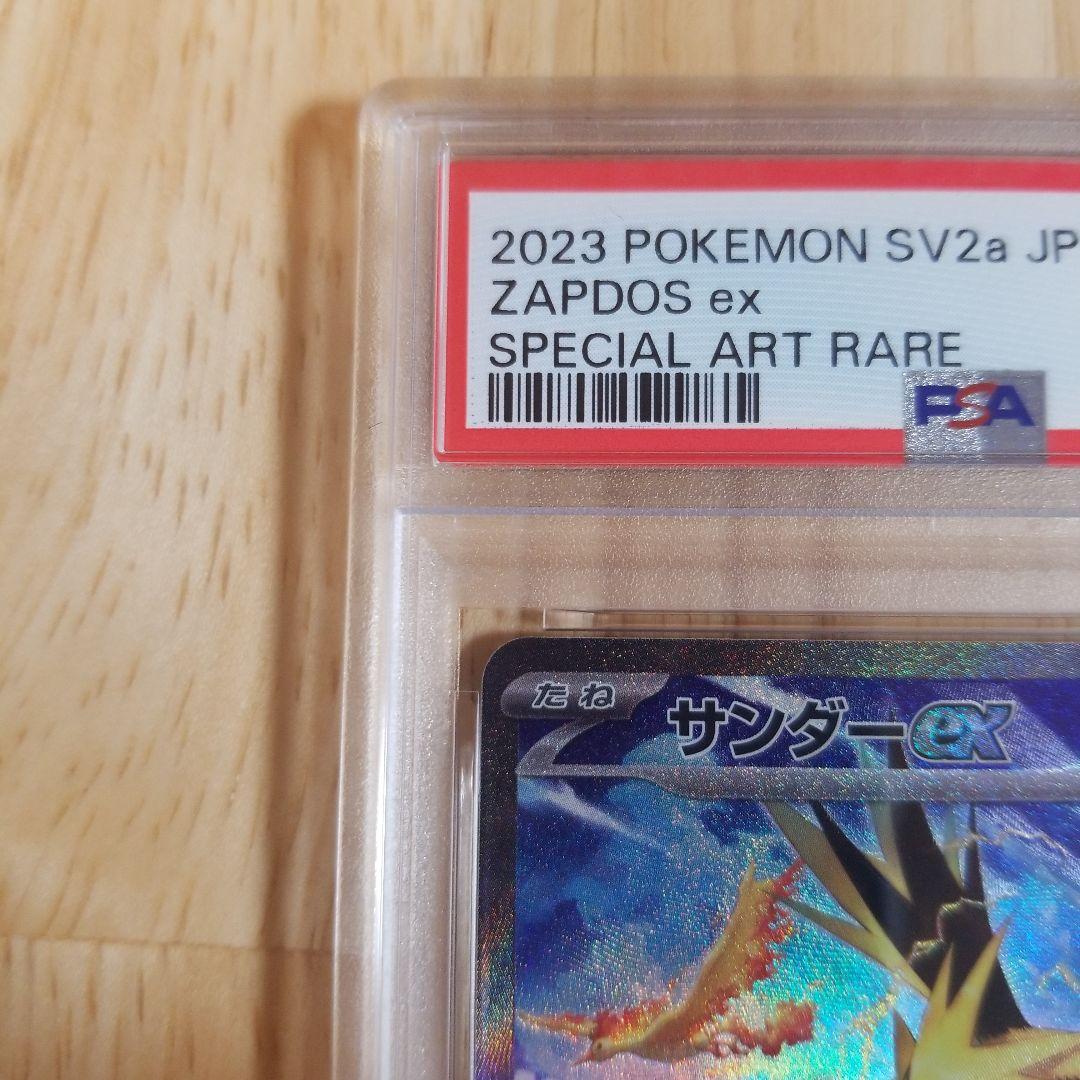 2023 POKEMON SV2a JP
ZAPDOS ex
SPECIAL ART RARE
PSA
たね
サンダーex